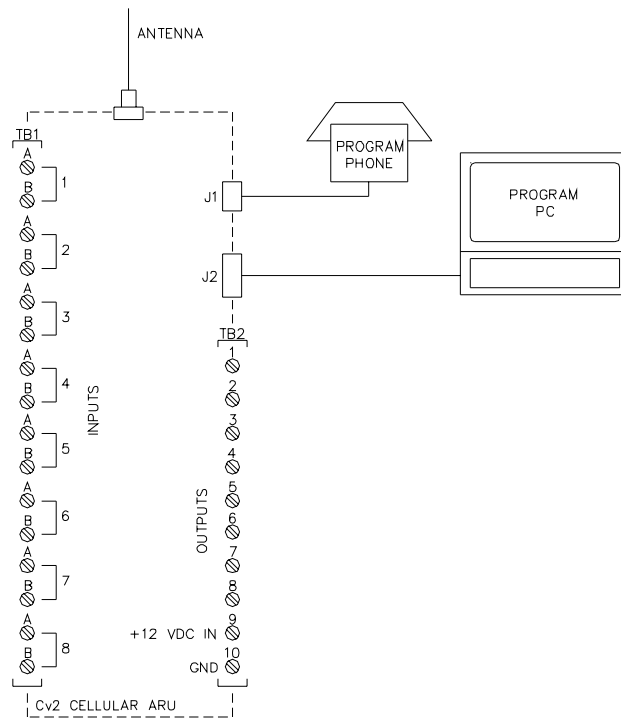 ANTENNA
TB1
A
B
1
A
B
2
A
B
3
A
B
4
A
B
5
A
B
6
A
B
7
A
B
8
INPUTS
PROGRAM
PHONE
J1
PROGRAM
PC
J2
TB2
1
2
3
4
5
6
7
8
9
10
OUTPUTS
+12 VDC IN
GND
Cv2 CELLULAR ARU